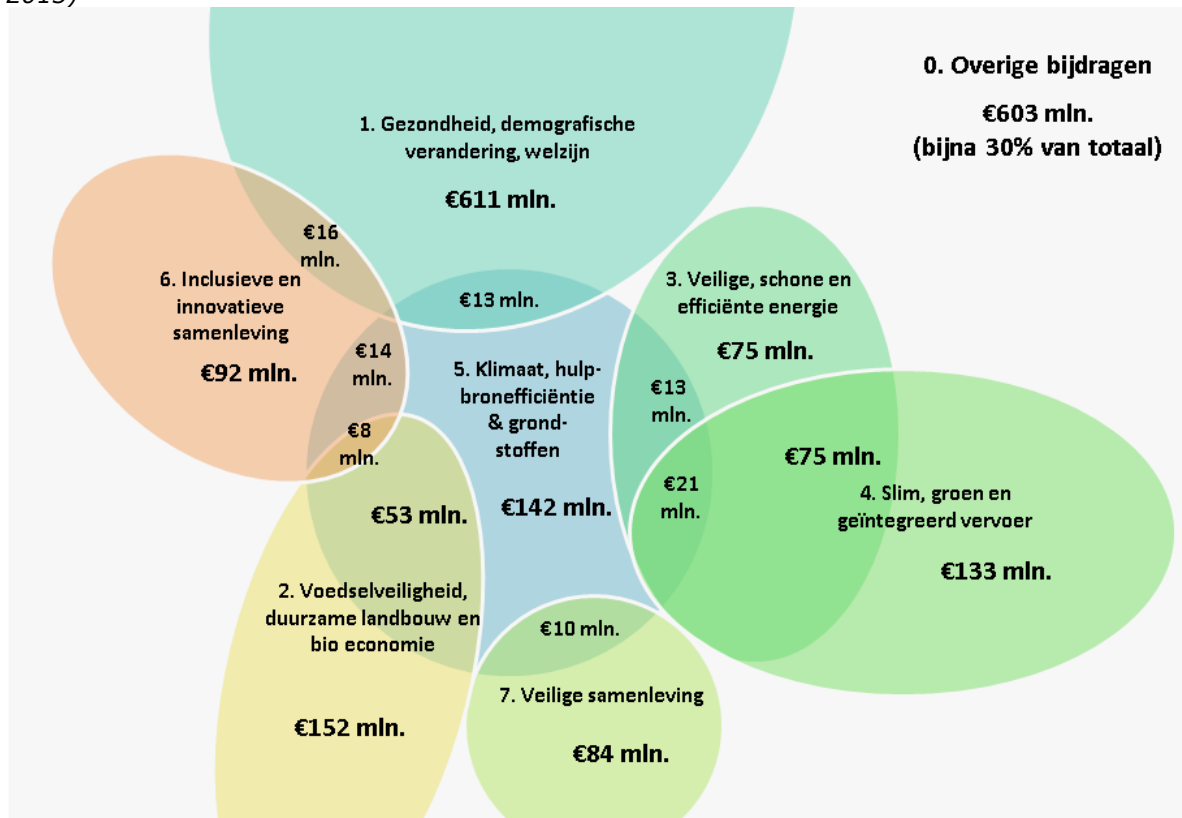 2015)
0. Overige bijdragen
€603 mln.
(bijna 30% van totaal)
1. Gezondheid, demografische
verandering, welzijn
€611 mln.
€16
mln.
6. Inclusieve en
innovatieve
samenleving
€92 mln.
€13 mln.
3. Veilige, schone en
efficiënte energie
€75 mln.
€14
mln.
5. Klimaat, hulp-
bronefficiëntie
& grond-
stoffen
€142 mln.
€13
mln.
€8
mln.
€53 mln.
€21
mln.
€75 mln.
4. Slim, groen en
geïntegreerd vervoer
€133 mln.
2. Voedselveiligheid,
duurzame landbouw en
bio economie
€152 mln.
€10 mln.
7. Veilige samenleving
€84 mln.